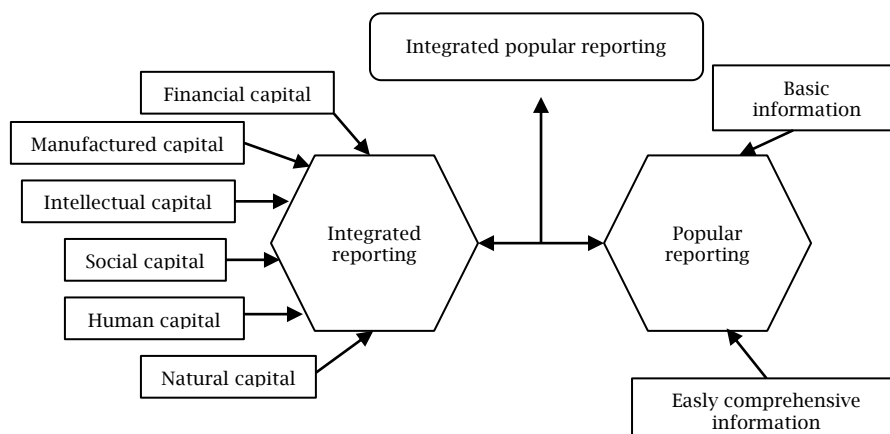 Integrated popular reporting
Financial capital
Manufactured capital
Intellectual capital
Social capital
Human capital
Natural capital
Integrated
reporting
Popular
reporting
Basic
information
Easly comprehensive
information